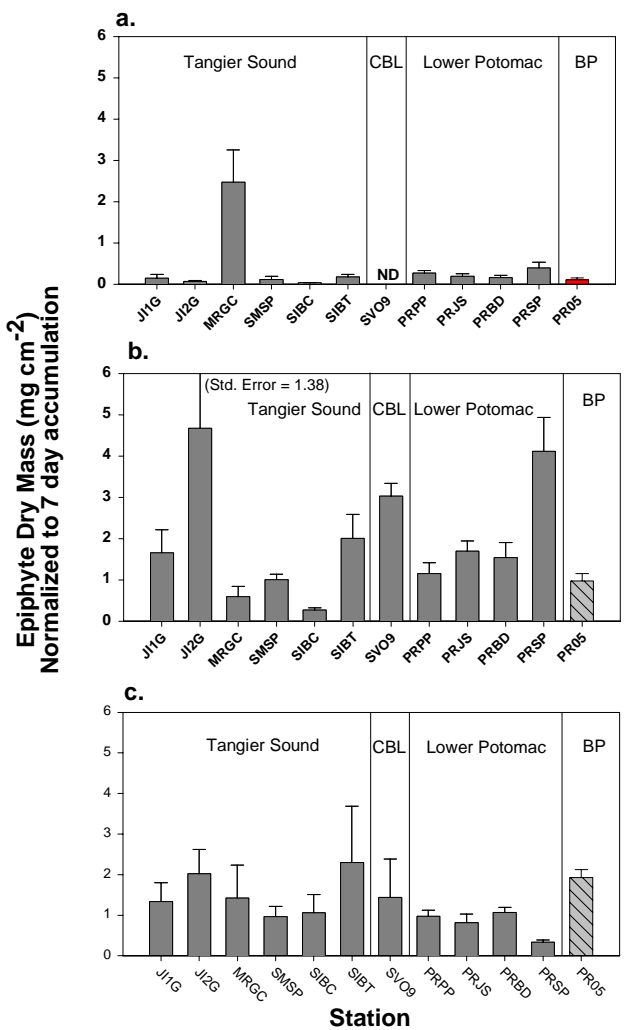 a.
Tangier Sound CBL Lower Potomac BP
6
5
4
3
2
1
0
ND
JI1G JI2G MRGC SMSP SIBC SIBT SVO9 PRPP PRJS PRBD PRSP PR05
Epiphyte Dry Mass (mg cm-2)
Normalized to 7 day accumulation
b.
(Std. Error = 1.38)
Tangier Sound CBL Lower Potomac BP
6
5
4
3
2
1
0
JI1G JI2G MRGC SMSP SIBC SIBT SVO9 PRPP PRJS PRBD PRSP PR05
c.
Tangier Sound CBL Lower Potomac BP
6
5
4
3
2
1
0
JI1G JI2G MRGC SMSP SIBC SIBT SVO9 PRPP PRJS PRBD PRSP PR05
Station